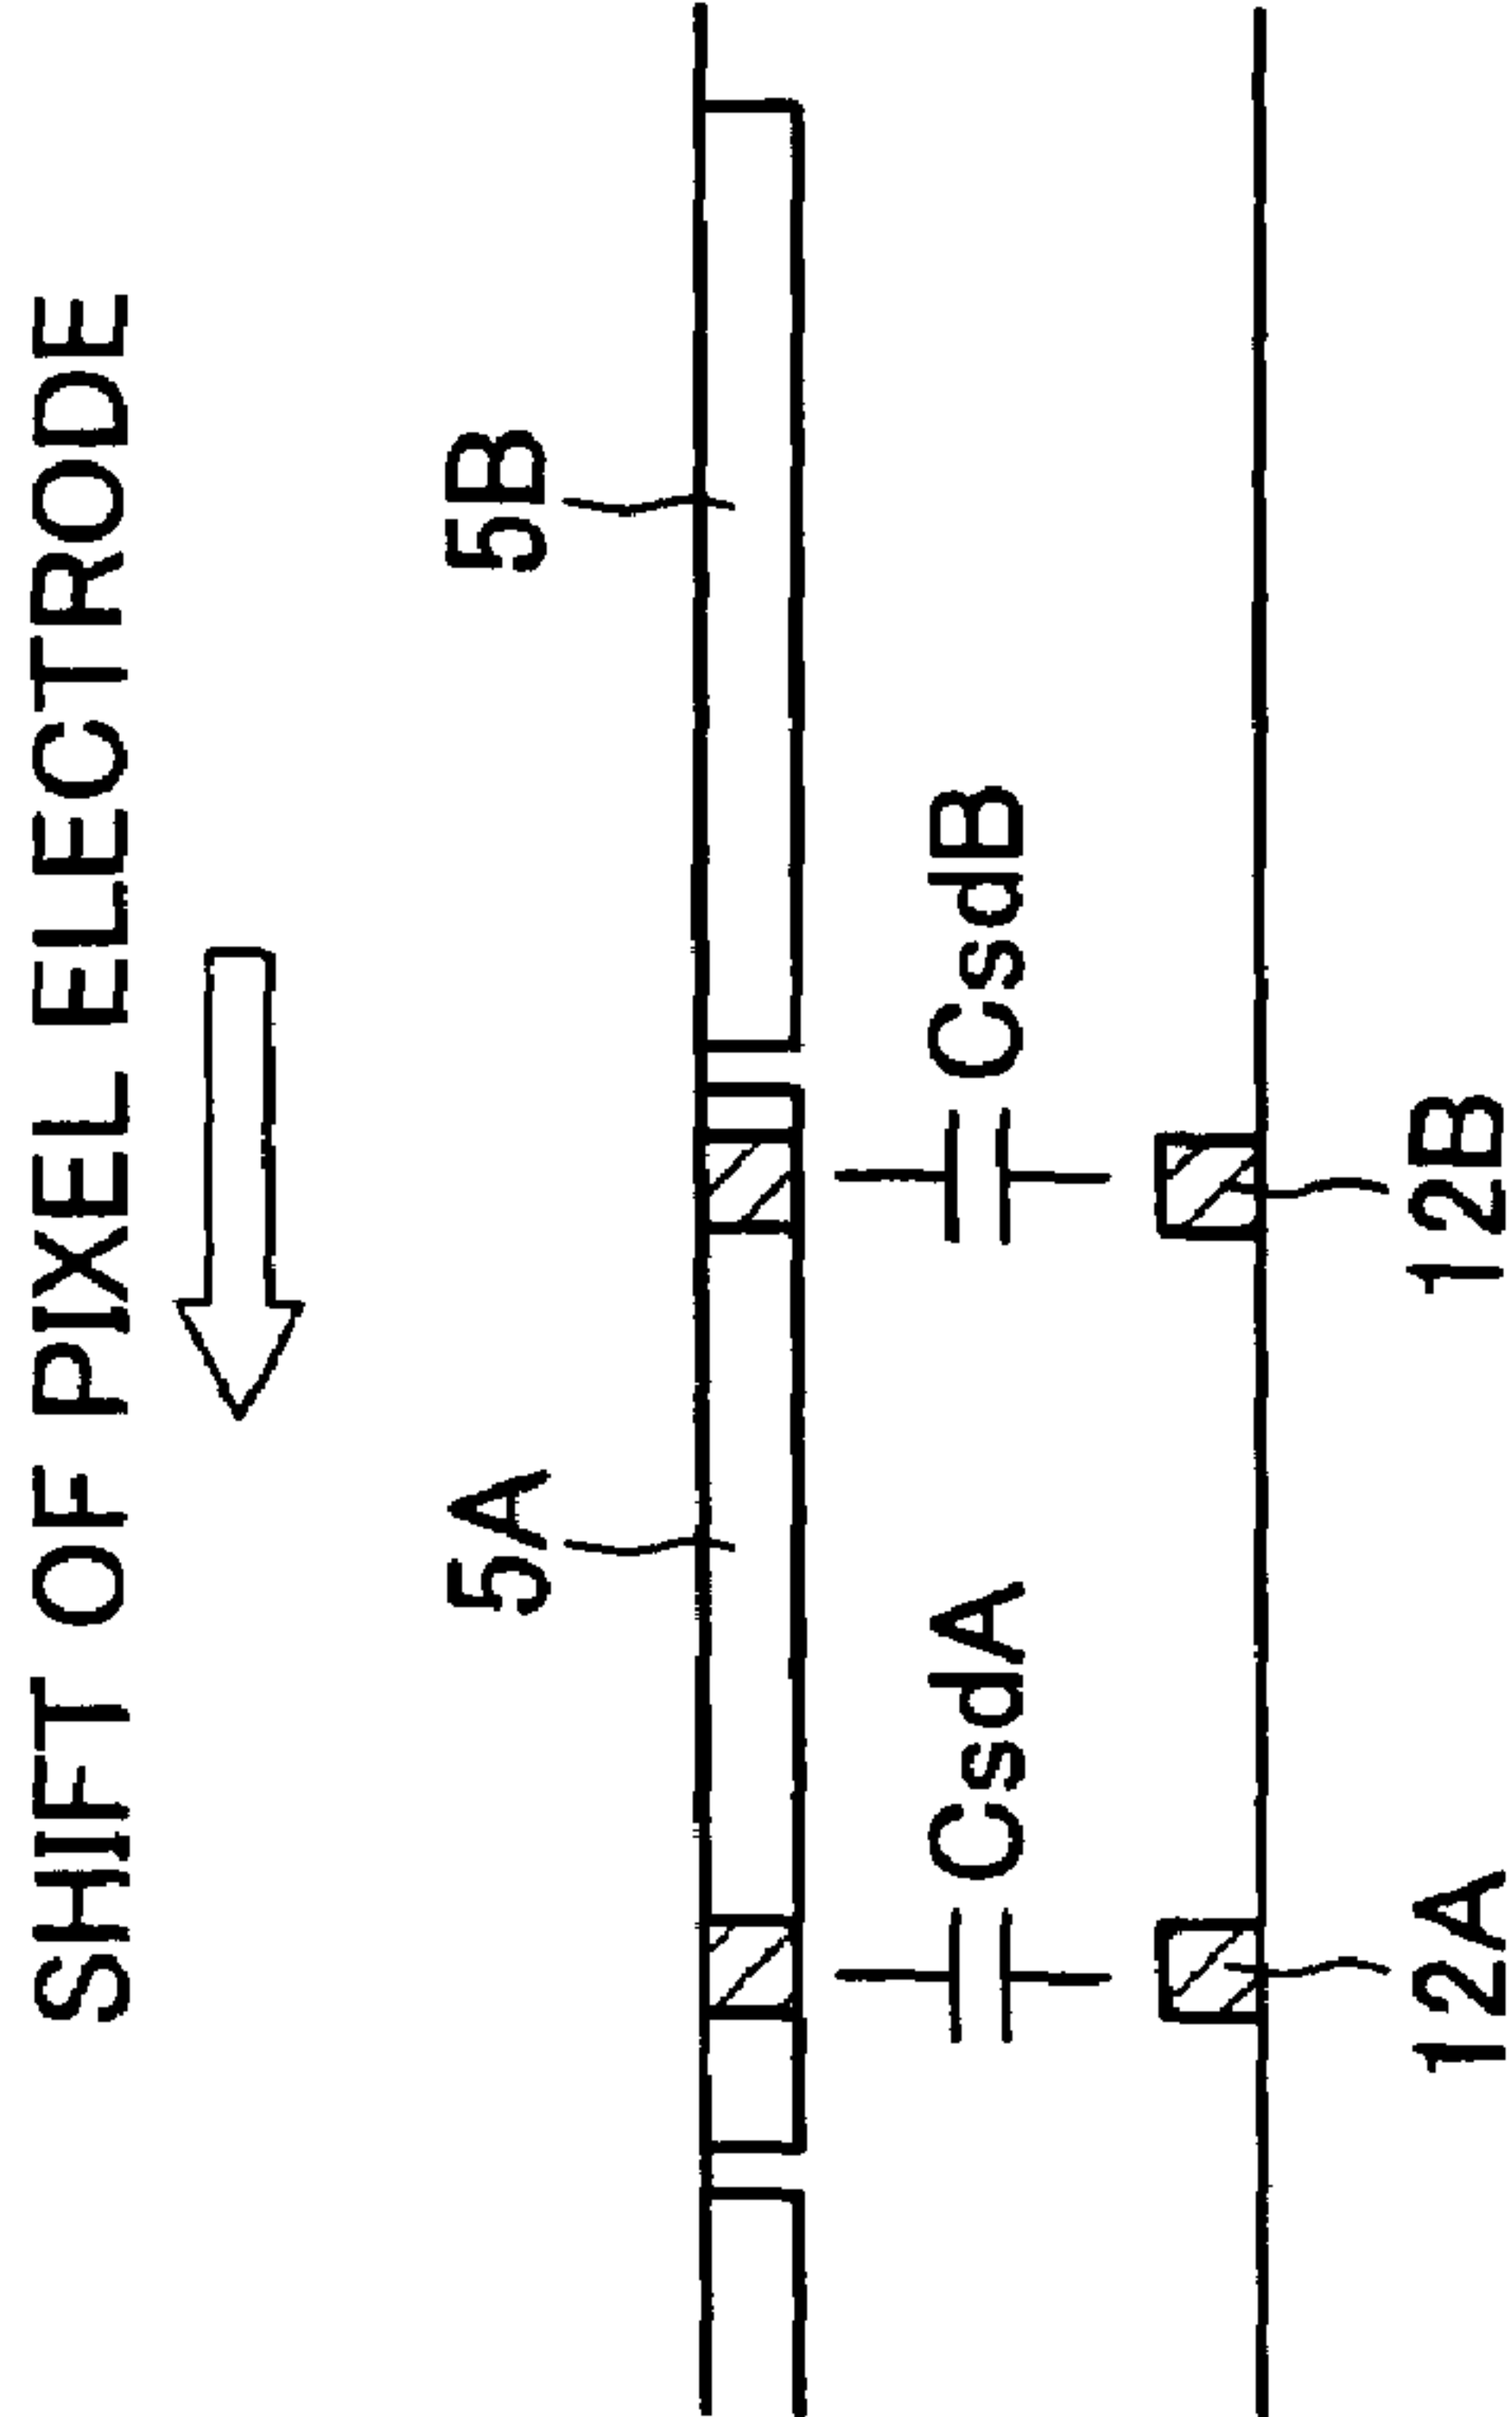 SHIFT OF PIXEL ELECTRODE
5A
5B
CsdA
CsdB
12A
12B